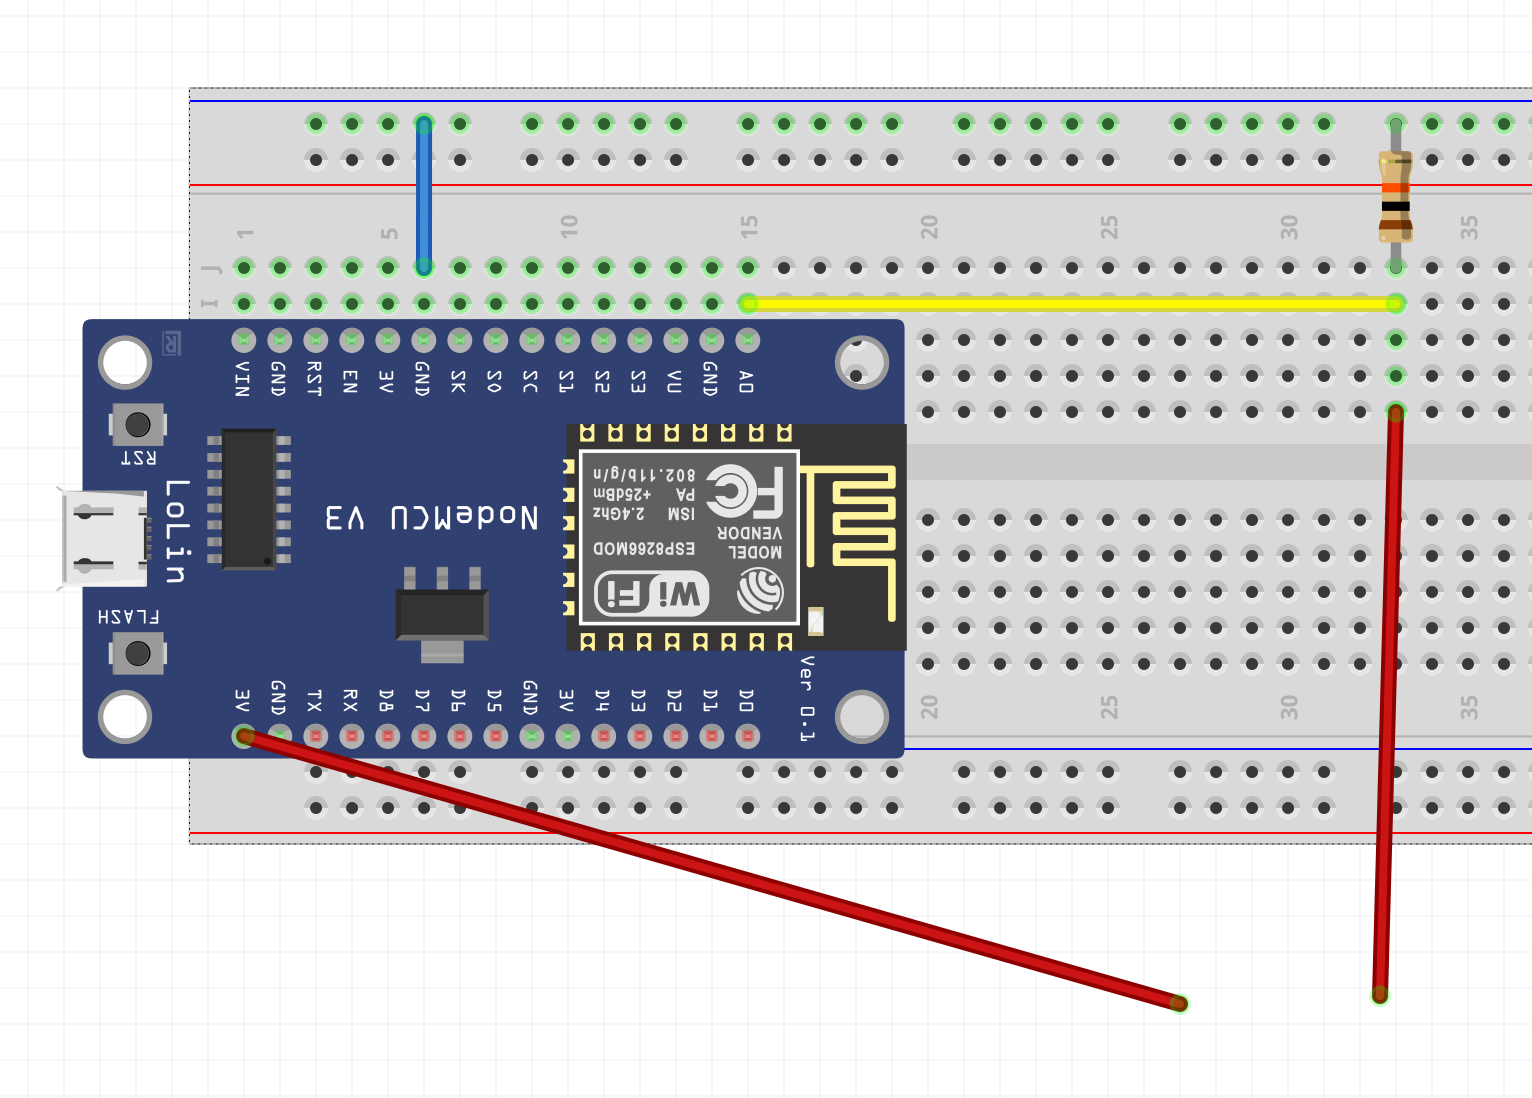 1 5 10 15 20 25 30 35
J
I
VIN GND RST EN 3V GND SK SO SC S1 S2 S3 VU GND AO
RST
LoLin
NodeMCU V3
802.11b/g/n
PA +25dBm
ISM 2.4Ghz
FC
VENDOR
MODEL
ESP8266MOD
WiFi
FLASH
Ver 0.1
3V GND TX RX D8 D7 D6 D5 GND 3V D4 D3 D2 D1 D0
20 25 30 35